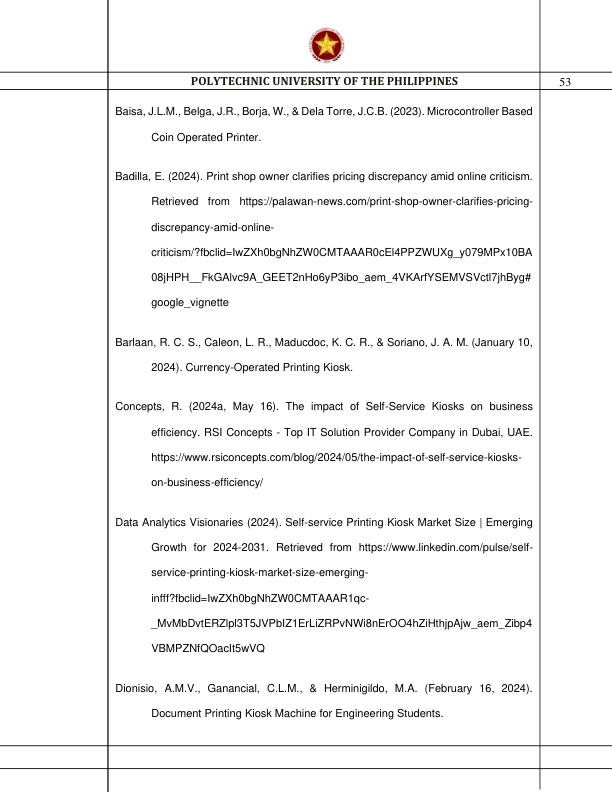 POLYTECHNIC UNIVERSITY OF THE PHILIPPINES 53
Baisa, J.L.M., Belga, J.R., Borja, W., & Dela Torre, J.C.B. (2023). Microcontroller Based
Coin Operated Printer.
Badilla, E. (2024). Print shop owner clarifies pricing discrepancy amid online criticism.
Retrieved from https://palawan-news.com/print-shop-owner-clarifies-pricing-
discrepancy-amid-online-
criticism/?fbclid=IwZXh0bgNhZW0CMTAAAR0cEl4PPZWUXg_y079MPx10BA
08jHPH__FkGAlvc9A_GEET2nHo6yP3ibo_aem_4VKArfYSEMVSVctl7jhByg#
google_vignette
Barlaan, R. C. S., Caleon, L. R., Maducdoc, K. C. R., & Soriano, J. A. M. (January 10,
2024). Currency-Operated Printing Kiosk.
Concepts, R. (2024a, May 16). The impact of Self-Service Kiosks on business
efficiency. RSI Concepts - Top IT Solution Provider Company in Dubai, UAE.
https://www.rsiconcepts.com/blog/2024/05/the-impact-of-self-service-kiosks-
on-business-efficiency/
Data Analytics Visionaries (2024). Self-service Printing Kiosk Market Size | Emerging
Growth for 2024-2031. Retrieved from https://www.linkedin.com/pulse/self-
service-printing-kiosk-market-size-emerging-
infff?fbclid=IwZXh0bgNhZW0CMTAAAR1qc-
_MvMbDvtERZlpl3T5JVPbIZ1ErLiZRPvNWi8nErOO4hZiHthjpAjw_aem_Zibp4
VBMPZNfQOaclt5wVQ
Dionisio, A.M.V., Ganancial, C.L.M., & Herminigildo, M.A. (February 16, 2024).
Document Printing Kiosk Machine for Engineering Students.